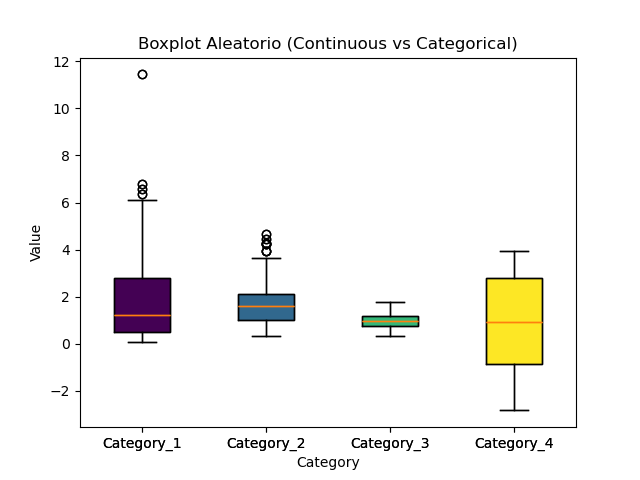 Boxplot Aleatorio (Continuous vs Categorical)
12
10
8
6
4
2
0
−2
Value
Category_1 Category_2 Category_3 Category_4
Category